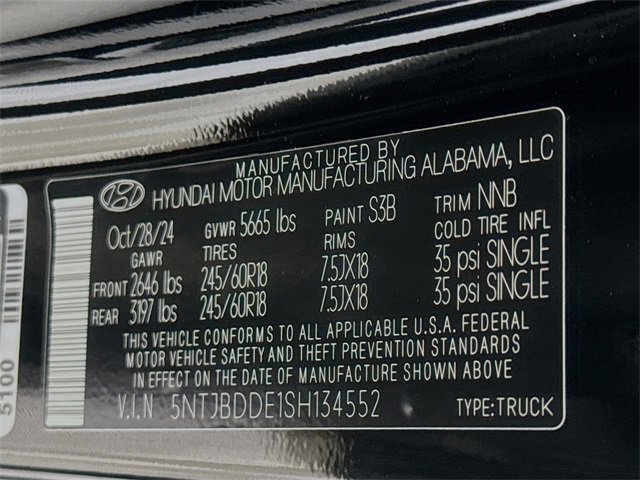 MANUFACTURED BY
HYUNDAI MOTOR MANUFACTURING ALABAMA, LLC
Oct/28/24 GVWR 5665 lbs PAINT S3B TRIM NNB
GAWR TIRES RIMS COLD TIRE INFL
FRONT 2646 lbs 245/60R18 7.5JX18 35 psi SINGLE
REAR 3197 lbs 245/60R18 7.5JX18 35 psi SINGLE
THIS VEHICLE CONFORMS TO ALL APPLICABLE U.S.A. FEDERAL
MOTOR VEHICLE SAFETY AND THEFT PREVENTION STANDARDS
IN EFFECT ON THE DATE OF MANUFACTURE SHOWN ABOVE
V.I.N 5NTJBDDE1SH134552 TYPE:TRUCK
5100